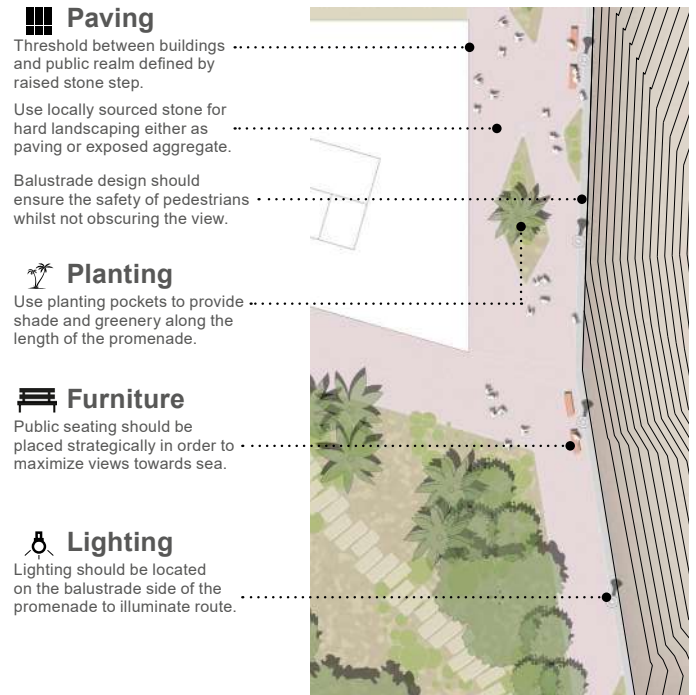 Paving
Threshold between buildings
and public realm defined by
raised stone step.
Use locally sourced stone for
hard landscaping either as
paving or exposed aggregate.
Balustrade design should
ensure the safety of pedestrians
whilst not obscuring the view.
Planting
Use planting pockets to provide
shade and greenery along the
length of the promenade.
Furniture
Public seating should be
placed strategically in order to
maximize views towards sea.
Lighting
Lighting should be located
on the balustrade side of the
promenade to illuminate route.